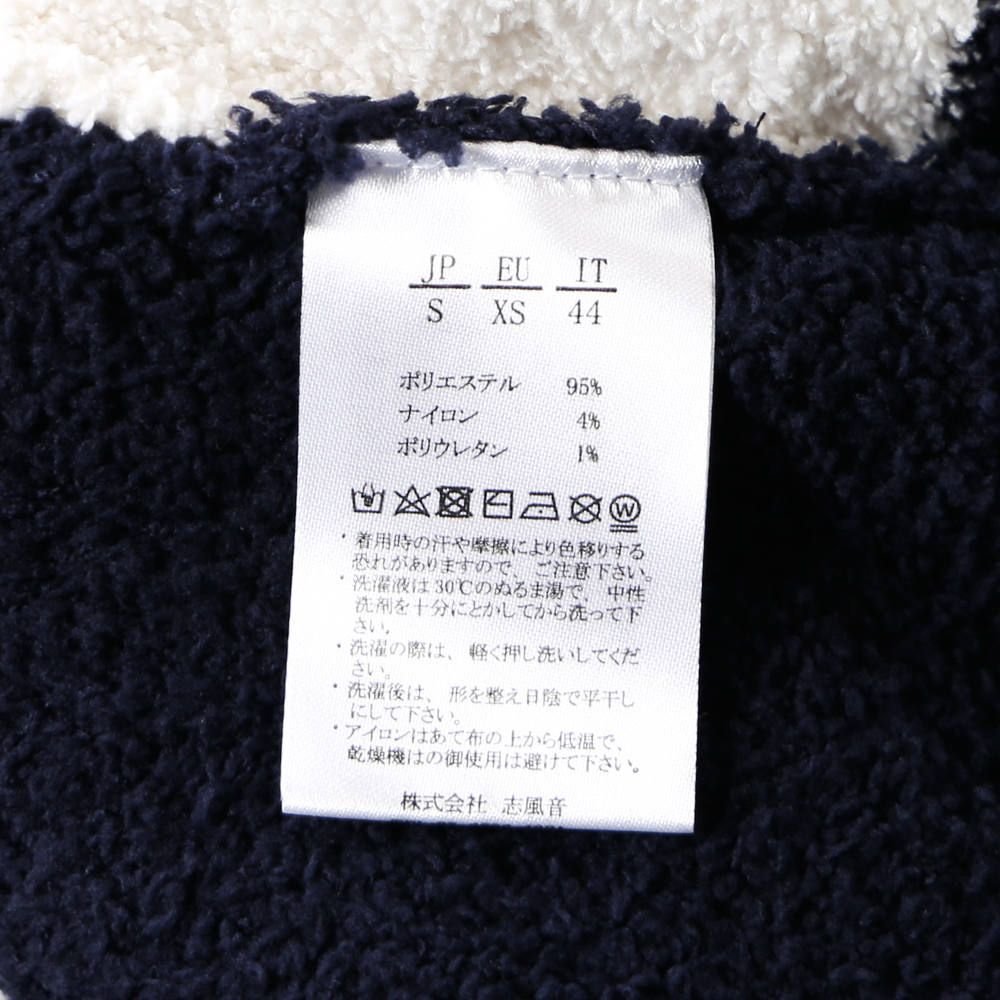 JP EU IT
S XS 44
ポリエステル 95%
ナイロン 4%
ポリウレタン 1%
W
・着用時の汗や摩擦により色移りする
恐れがありますので、ご注意下さい。
・洗濯液は30℃のぬるま湯で、中性
洗剤を十分にとかしてから洗って下
さい。
・洗濯の際は、軽く押し洗いしてくだ
さい。
・洗濯後は、形を整え日陰で平干し
にして下さい。
・アイロンはあて布の上から低温で、
乾燥機はの御使用は避けて下さい。
株式会社 志風音